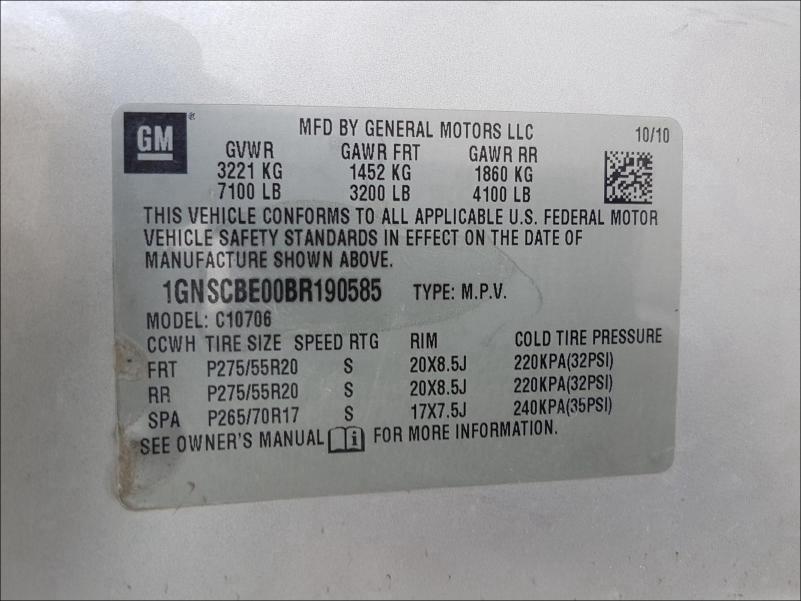 GM® MFD BY GENERAL MOTORS LLC 10/10
GVWR GAWR FRT GAWR RR
3221 KG 1452 KG 1860 KG
7100 LB 3200 LB 4100 LB
THIS VEHICLE CONFORMS TO ALL APPLICABLE U.S. FEDERAL MOTOR
VEHICLE SAFETY STANDARDS IN EFFECT ON THE DATE OF
MANUFACTURE SHOWN ABOVE.
1GNSCBE00BR190585 TYPE: M.P.V.
MODEL: C10706
CCWH TIRE SIZE SPEED RTG RIM COLD TIRE PRESSURE
FRT P275/55R20 S 20X8.5J 220KPA(32PSI)
RR P275/55R20 S 20X8.5J 220KPA(32PSI)
SPA P265/70R17 S 17X7.5J 240KPA(35PSI)
SEE OWNER'S MANUAL i FOR MORE INFORMATION.